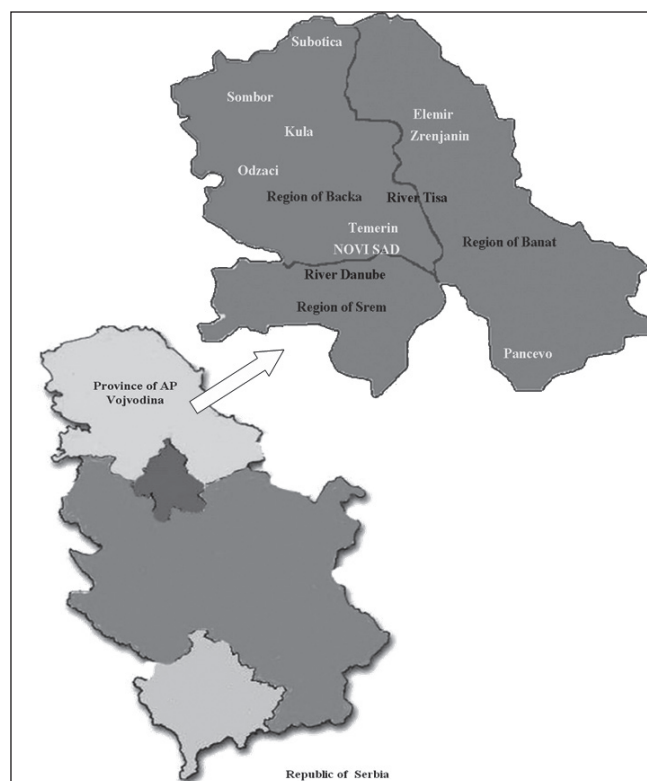 Subotica
Sombor
Elemir
Zrenjanin
Kula
Odzaci
Region of Backa
River Tisa
Temerin
NOVI SAD
Region of Banat
River Danube
Region of Srem
Pancevo
Province of AP
Vojvodina
Republic of Serbia